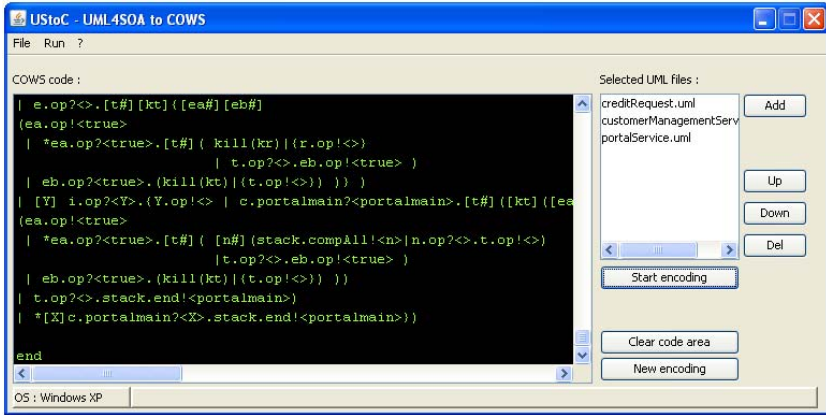 UStoC - UML4SOA to COWS
File Run ?
COWS code :
| e.op?<>.[t#][kt]{[ea#][eb#]
(ea.op!<true>
| *ea.op?<true>.[t#]( kill(kr)|{r.op!<>}
| t.op?<>.eb.op!<true> )
| eb.op?<true>.(kill(kt)|{t.op!<>}) )} )
| [Y] i.op?<Y>.{Y.op!<> | c.portalmain?<portalmain>.[t#]([kt]([ea
(ea.op!<true>
| *ea.op?<true>.[t#]( [n#](stack.compAll!<n>|n.op?<>.t.op!<>)
|t.op?<>.eb.op!<true> )
| eb.op?<true>.(kill(kt)|{t.op!<>}) ))
| t.op?<>.stack.end!<portalmain>)
| *[X]c.portalmain?<X>.stack.end!<portalmain>})
end
Selected UML files :
creditRequest.uml
customerManagementServ
portalService.uml
Add
Up
Down
Del
Start encoding
Clear code area
New encoding
OS : Windows XP